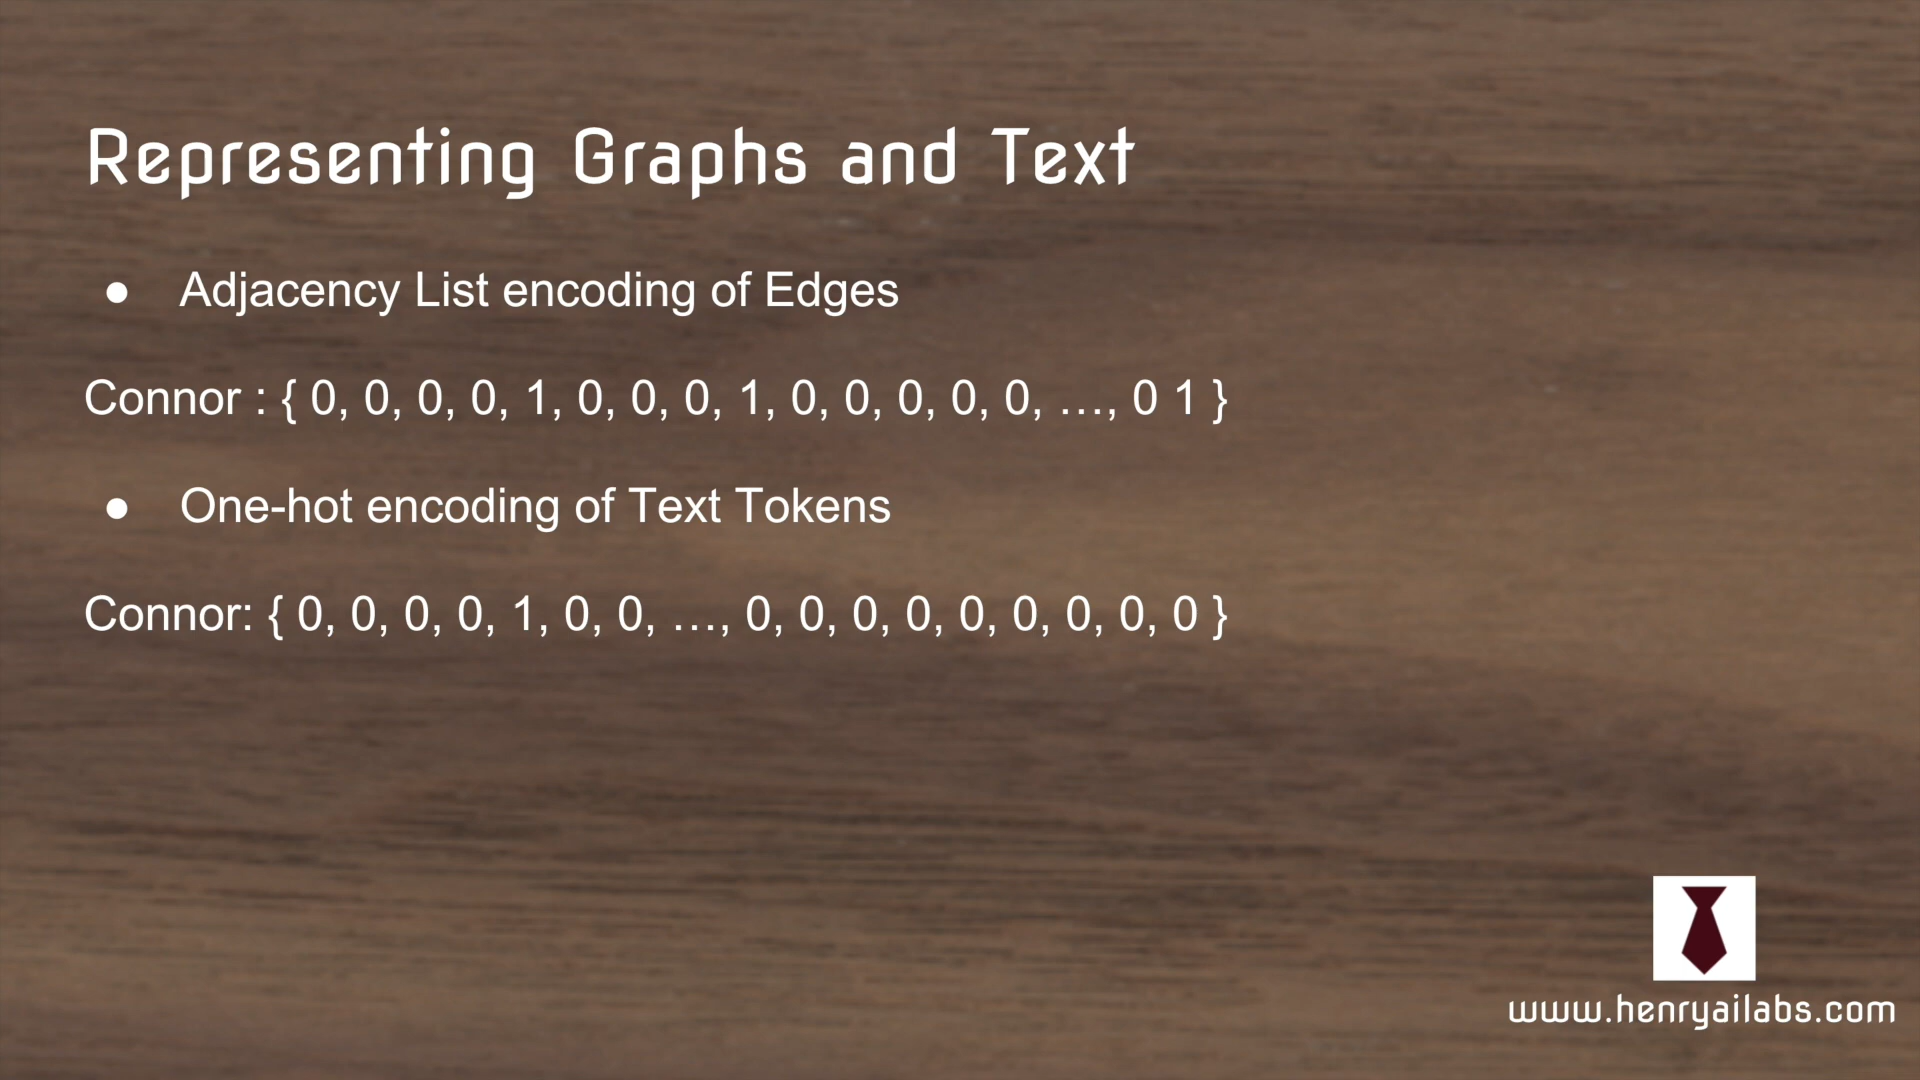 Representing Graphs and Text
● Adjacency List encoding of Edges
Connor : { 0, 0, 0, 0, 1, 0, 0, 0, 1, 0, 0, 0, 0, 0, …, 0 1 }
● One-hot encoding of Text Tokens
Connor: { 0, 0, 0, 0, 1, 0, 0, …, 0, 0, 0, 0, 0, 0, 0, 0, 0 }
www.henryailabs.com